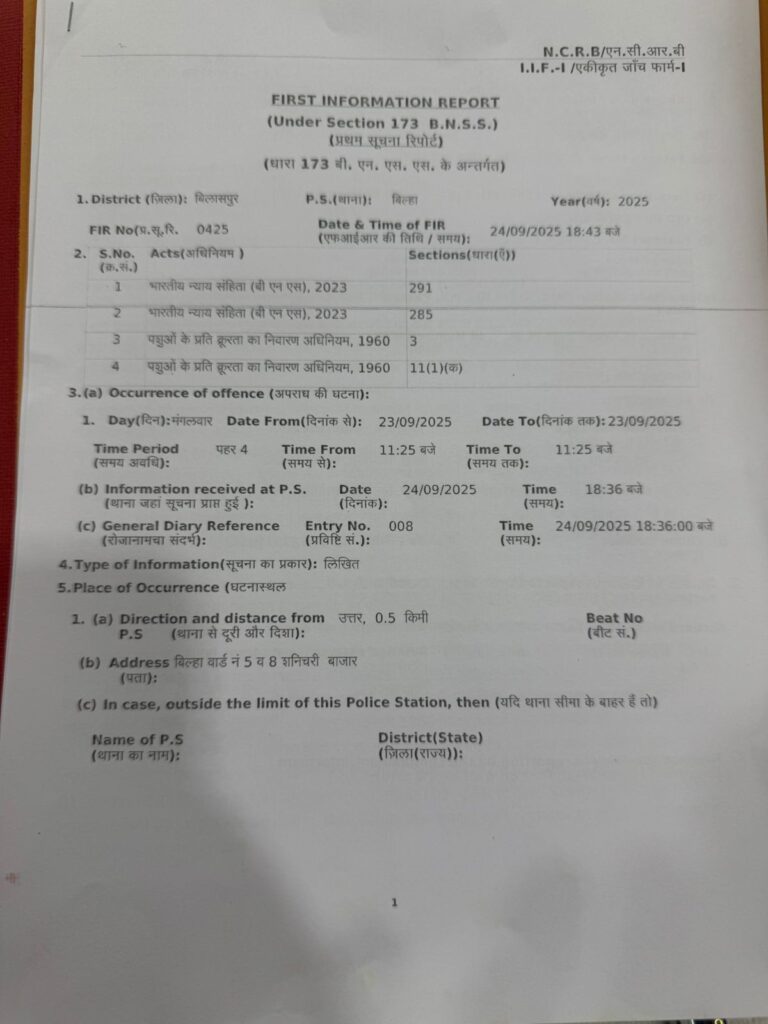 N.C.R.B/एन.सी.आर.बी
I.I.F.-I /एकीकृत जाँच फार्म-I
FIRST INFORMATION REPORT
(Under Section 173 B.N.S.S.)
(प्रथम सूचना रिपोर्ट)
(धारा 173 बी. एन. एस. एस. के अन्तर्गत)
1. District (ज़िला): बिलासपुर P.S.(थाना): बिल्हा Year(वर्ष): 2025
FIR No(प्र.सू.रि. 0425 Date & Time of FIR 24/09/2025 18:43 बजे
(एफआईआर की तिथि / समय):
2. S.No. Acts(अधिनियम ) Sections(धारा(एँ))
(क्र.सं.)
1 भारतीय न्याय संहिता (बी एन एस), 2023 291
2 भारतीय न्याय संहिता (बी एन एस), 2023 285
3 पशुओं के प्रति क्रूरता का निवारण अधिनियम, 1960 3
4 पशुओं के प्रति क्रूरता का निवारण अधिनियम, 1960 11(1)(क)
3.(a) Occurrence of offence (अपराध की घटना):
1. Day(दिन):मंगलवार Date From(दिनांक से): 23/09/2025 Date To(दिनांक तक): 23/09/2025
Time Period पहर 4 Time From 11:25 बजे Time To 11:25 बजे
(समय अवधि): (समय से): (समय तक):
(b) Information received at P.S. Date 24/09/2025 Time 18:36 बजे
(थाना जहां सूचना प्राप्त हुई ): (दिनांक): (समय):
(c) General Diary Reference Entry No. 008 Time 24/09/2025 18:36:00 बजे
(रोजानामचा संदर्भ): (प्रविष्टि सं.): (समय):
4.Type of Information(सूचना का प्रकार): लिखित
5.Place of Occurrence (घटनास्थल
1. (a) Direction and distance from उत्तर, 0.5 किमी Beat No
P.S (थाना से दूरी और दिशा): (बीट सं.)
(b) Address बिल्हा वार्ड नं 5 व 8 शनिचरी बाजार
(पता):
(c) In case, outside the limit of this Police Station, then (यदि थाना सीमा के बाहर हैं तो)
Name of P.S District(State)
(थाना का नाम): (ज़िला(राज्य)):
1